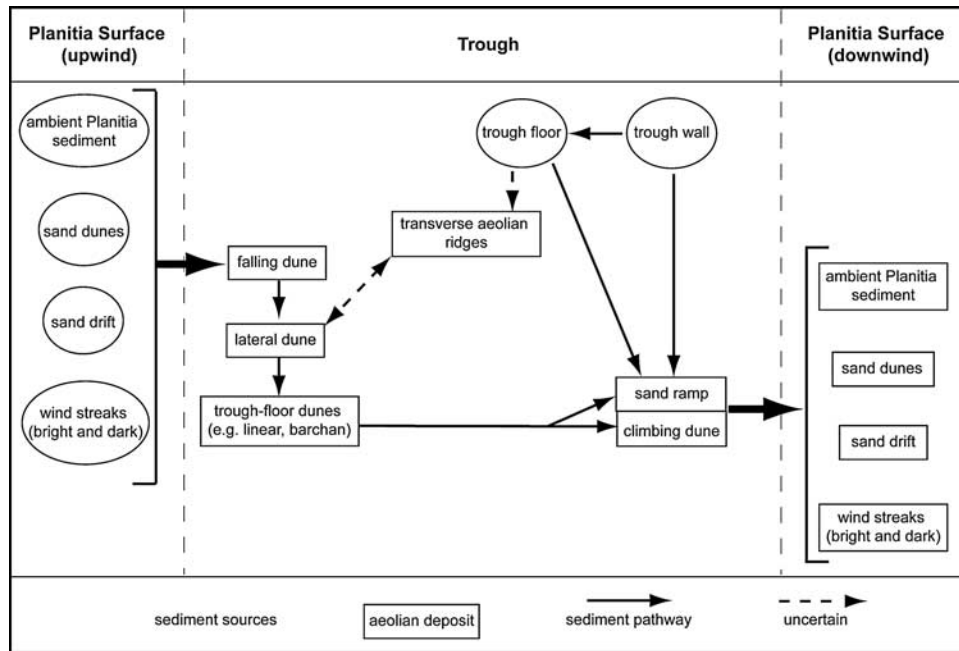 Planitia Surface
(upwind)
Trough
Planitia Surface
(downwind)
ambient Planitia
sediment
sand dunes
sand drift
wind streaks
(bright and dark)
trough floor
trough wall
transverse aeolian
ridges
falling dune
lateral dune
trough-floor dunes
(e.g. linear, barchan)
sand ramp
climbing dune
ambient Planitia
sediment
sand dunes
sand drift
wind streaks
(bright and dark)
sediment sources
aeolian deposit
sediment pathway
uncertain